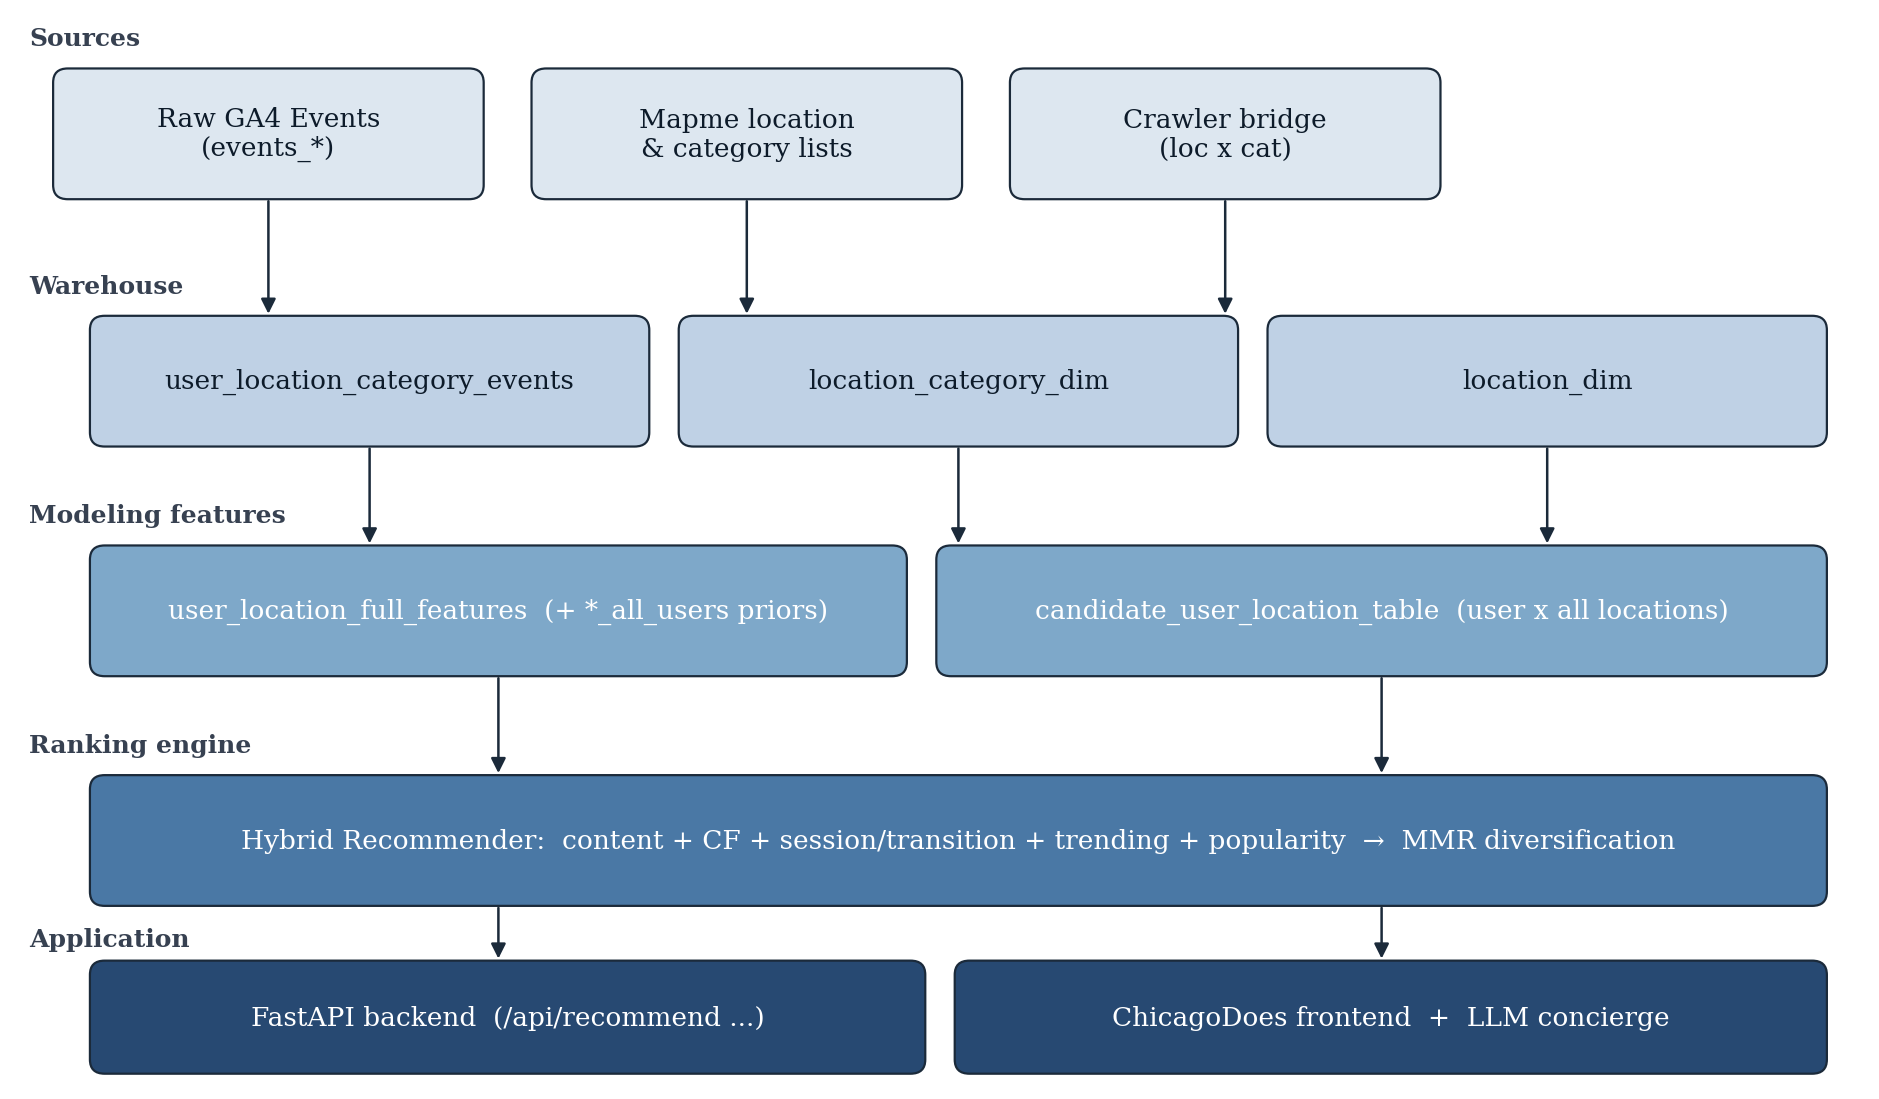 Sources
Raw GA4 Events
(events_*)
Mapme location
& category lists
Crawler bridge
(loc x cat)
Warehouse
user_location_category_events
location_category_dim
location_dim
Modeling features
user_location_full_features  (+ *_all_users priors)
candidate_user_location_table  (user x all locations)
Ranking engine
Hybrid Recommender:  content + CF + session/transition + trending + popularity  →  MMR diversification
Application
FastAPI backend  (/api/recommend ...)
ChicagoDoes frontend  +  LLM concierge